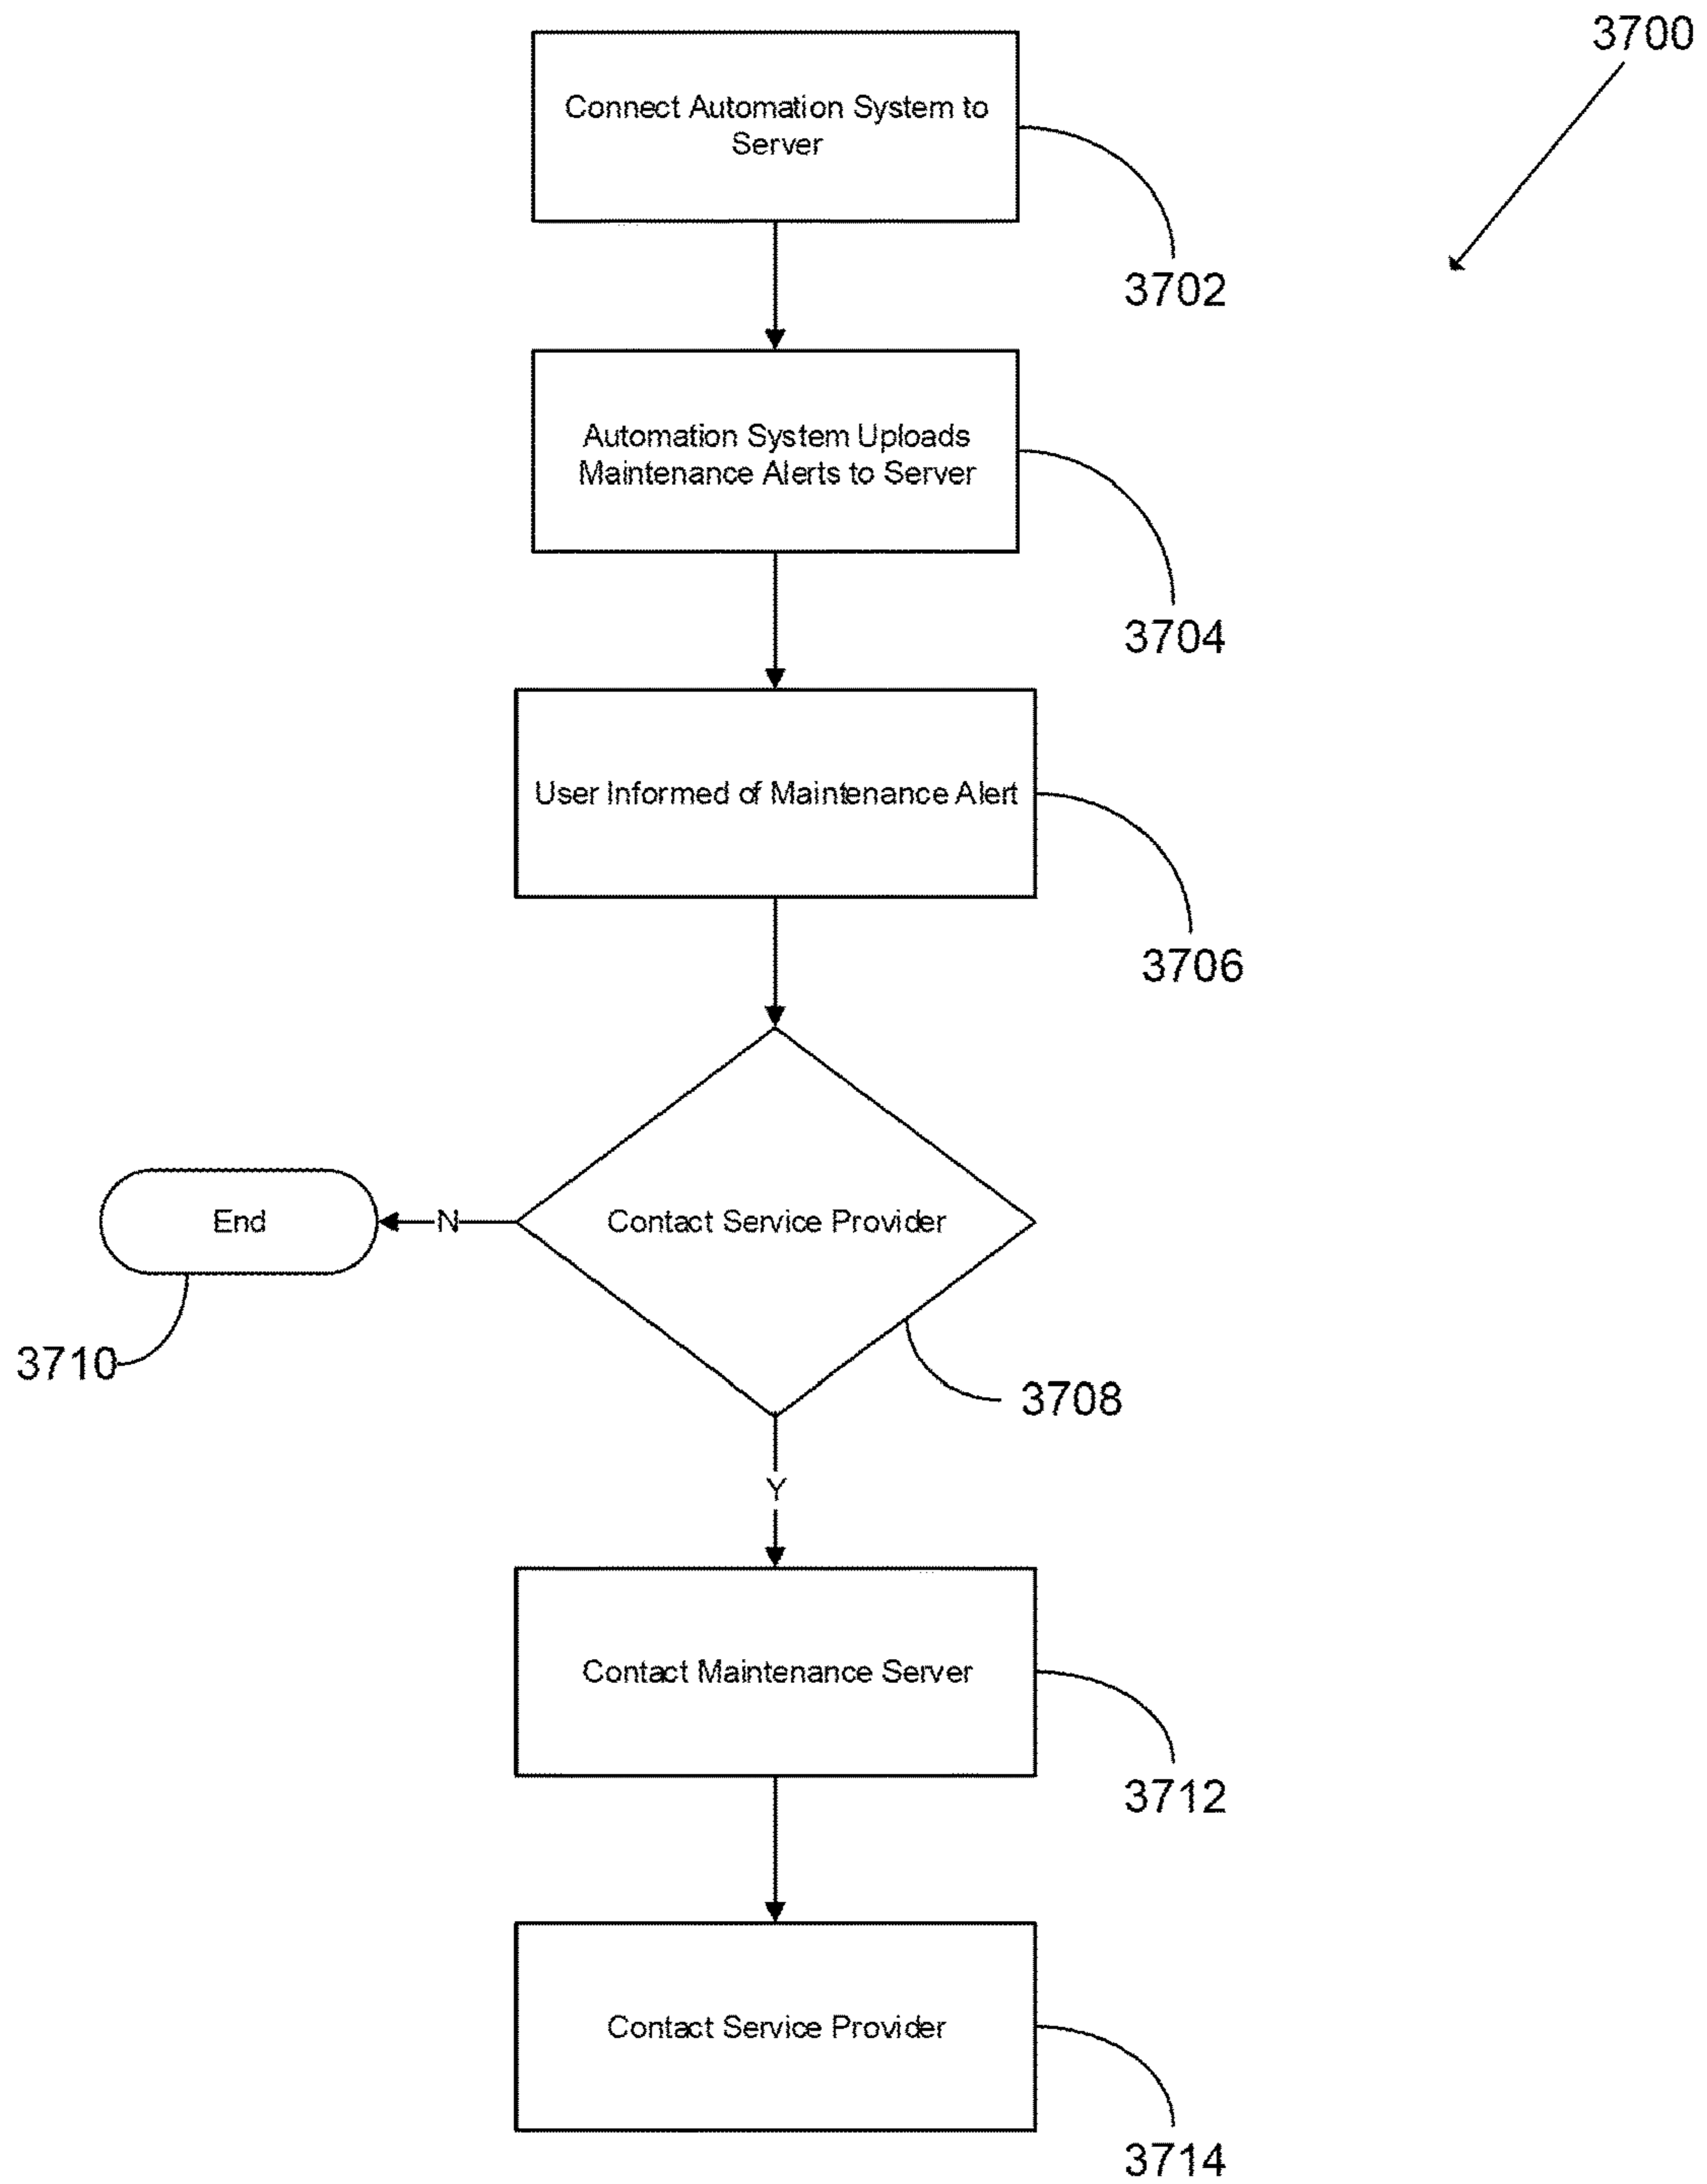 3700
Connect Automation System to
Server
3702
Automation System Uploads
Maintenance Alerts to Server
3704
User Informed of Maintenance Alert
3706
Contact Service Provider
N
End
3710
3708
Y
Contact Maintenance Server
3712
Contact Service Provider
3714